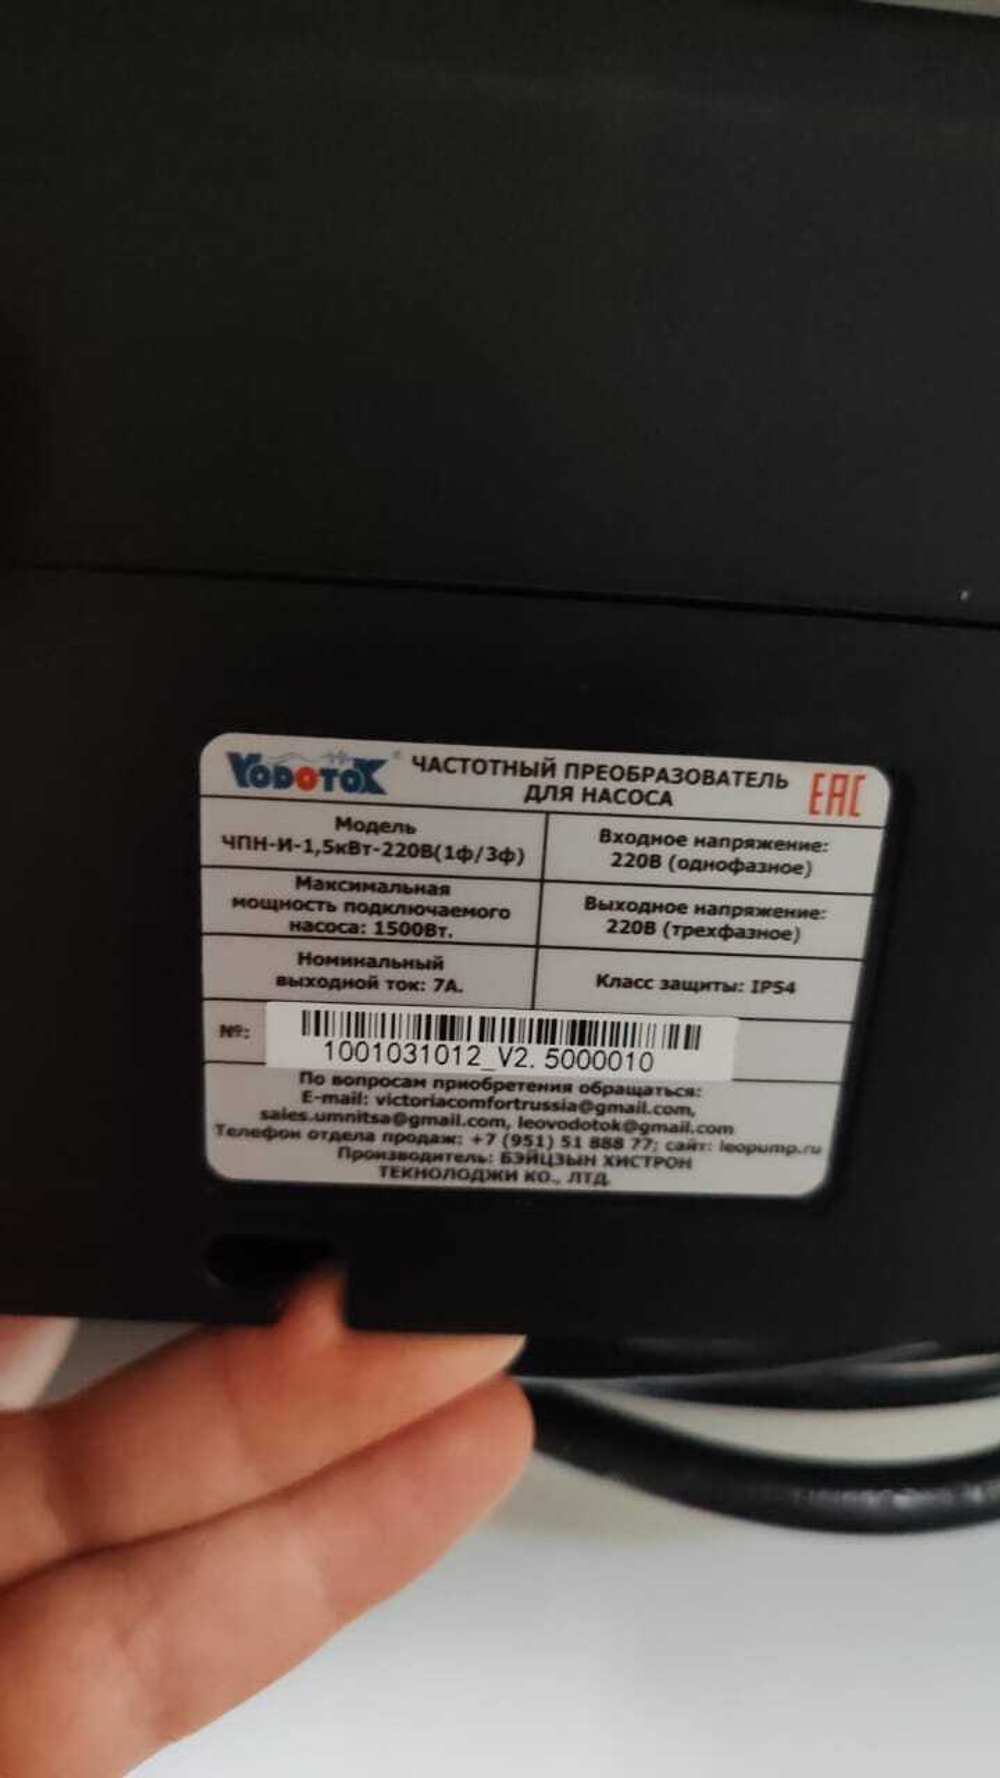 VODOTOK ® ЧАСТОТНЫЙ ПРЕОБРАЗОВАТЕЛЬ
ДЛЯ НАСОСА
EAC
Модель
ЧПН-И-1,5кВт-220В(1ф/3ф)
Входное напряжение:
220В (однофазное)
Максимальная
мощность подключаемого
насоса: 1500Вт.
Выходное напряжение:
220В (трехфазное)
Номинальный
выходной ток: 7А.
Класс защиты: IP54
№:
1001031012_V2. 5000010
По вопросам приобретения обращаться:
E-mail: victoriacomfortrussia@gmail.com,
sales.umnitsa@gmail.com, leovodotok@gmail.com
Телефон отдела продаж: +7 (951) 51 888 77; сайт: leopump.ru
Производитель: БЭЙЦЗЫН ХИСТРОН
ТЕКНОЛОДЖИ КО., ЛТД.